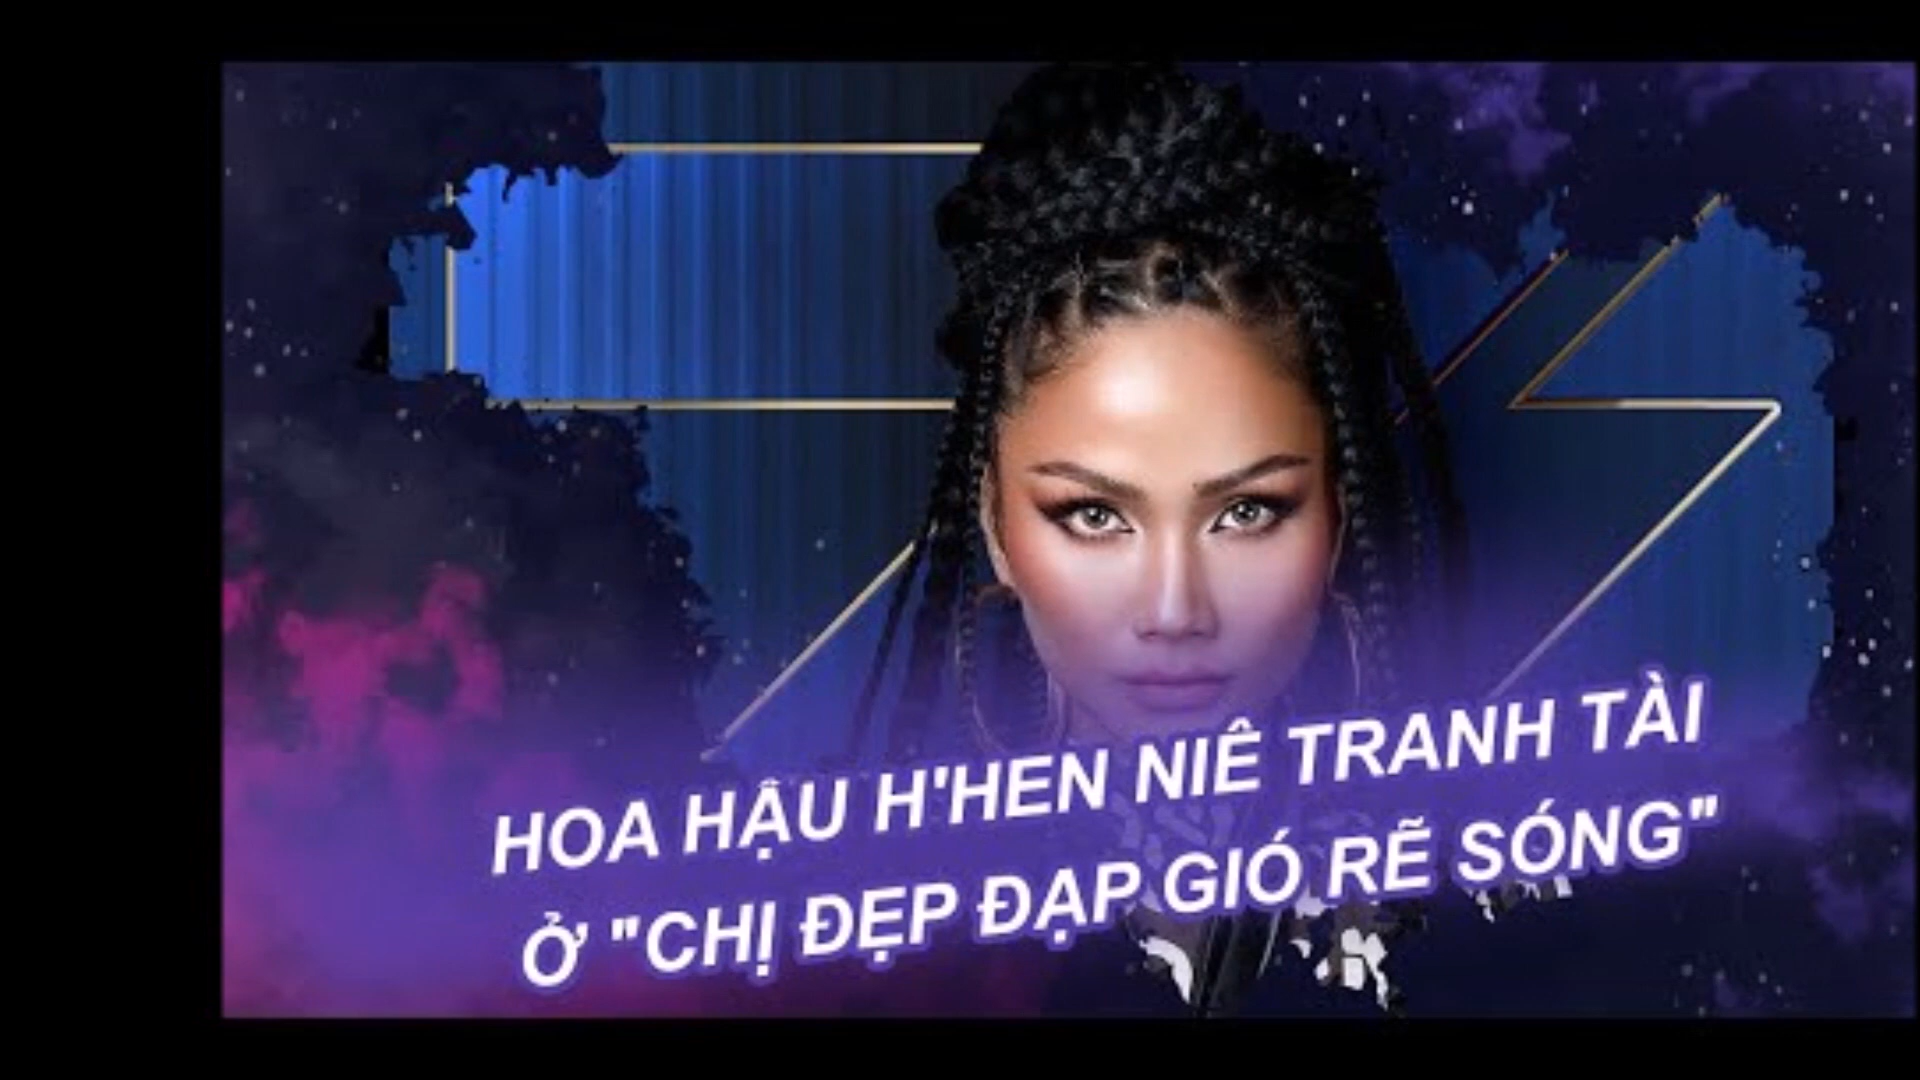 HOA HẬU H'HEN NIÊ TRANH TÀI
Ở "CHỊ ĐẸP ĐẠP GIÓ RẼ SÓNG"